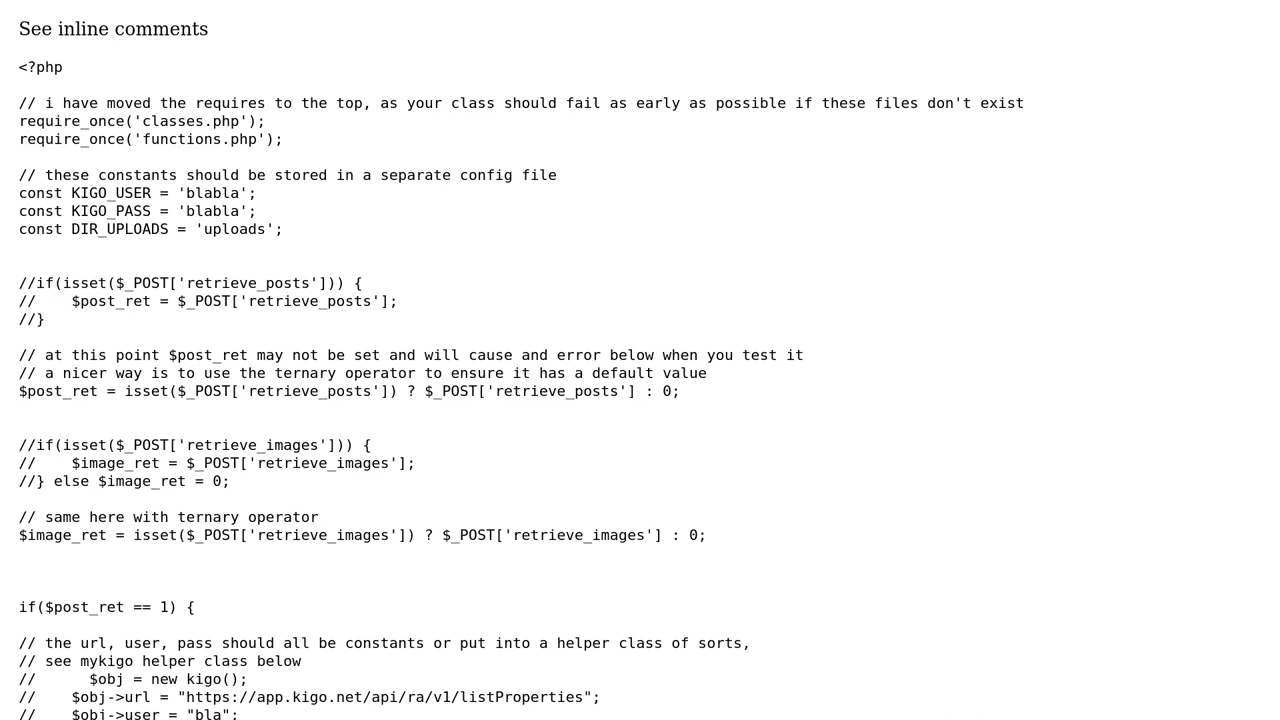 See inline comments
<?php
// i have moved the requires to the top, as your class should fail as early as possible if these files don't exist
require_once('classes.php');
require_once('functions.php');
// these constants should be stored in a separate config file
const KIGO_USER = 'blabla';
const KIGO_PASS = 'blabla';
const DIR_UPLOADS = 'uploads';
//if(isset($_POST['retrieve_posts'])) {
//    $post_ret = $_POST['retrieve_posts'];
//}
// at this point $post_ret may not be set and will cause and error below when you test it
// a nicer way is to use the ternary operator to ensure it has a default value
$post_ret = isset($_POST['retrieve_posts']) ? $_POST['retrieve_posts'] : 0;
//if(isset($_POST['retrieve_images'])) {
//    $image_ret = $_POST['retrieve_images'];
//} else $image_ret = 0;
// same here with ternary operator
$image_ret = isset($_POST['retrieve_images']) ? $_POST['retrieve_images'] : 0;
if($post_ret == 1) {
// the url, user, pass should all be constants or put into a helper class of sorts,
// see mykigo helper class below
//      $obj = new kigo();
//    $obj->url = "https://app.kigo.net/api/ra/v1/listProperties";
//    $obj->user = "bla";